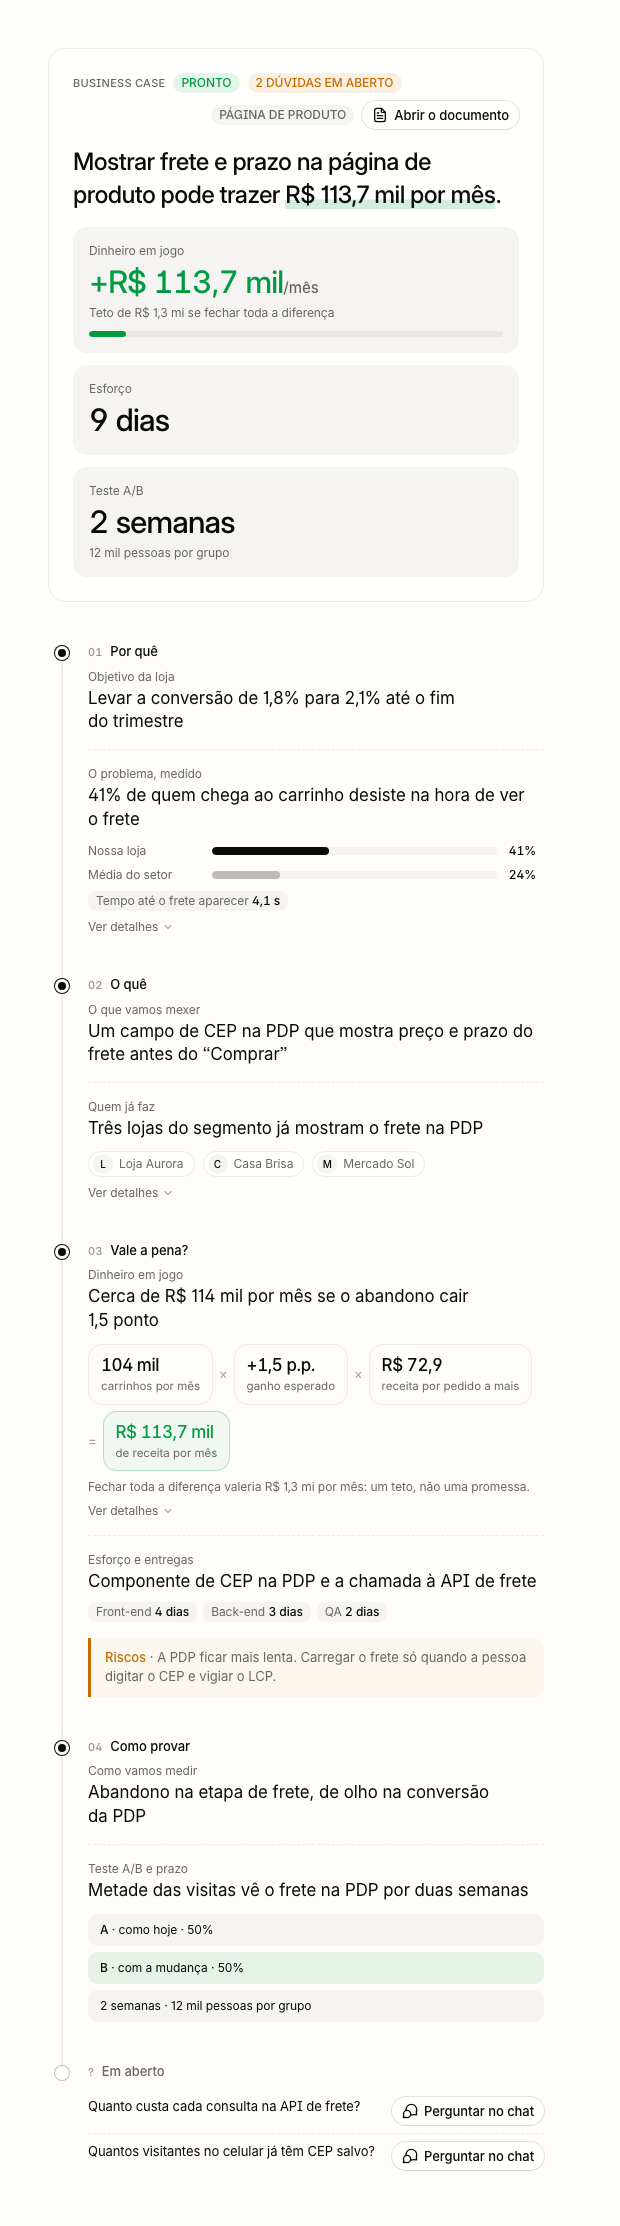 BUSINESS CASE PRONTO 2 DÚVIDAS EM ABERTO
PÁGINA DE PRODUTO Abrir o documento
Mostrar frete e prazo na página de
produto pode trazer R$ 113,7 mil por mês.
Dinheiro em jogo
+R$ 113,7 mil/mês
Teto de R$ 1,3 mi se fechar toda a diferença
Esforço
9 dias
Teste A/B
2 semanas
12 mil pessoas por grupo
01 Por quê
Objetivo da loja
Levar a conversão de 1,8% para 2,1% até o fim
do trimestre
O problema, medido
41% de quem chega ao carrinho desiste na hora de ver
o frete
Nossa loja 41%
Média do setor 24%
Tempo até o frete aparecer 4,1 s
Ver detalhes
02 O quê
O que vamos mexer
Um campo de CEP na PDP que mostra preço e prazo do
frete antes do “Comprar”
Quem já faz
Três lojas do segmento já mostram o frete na PDP
L Loja Aurora C Casa Brisa M Mercado Sol
Ver detalhes
03 Vale a pena?
Dinheiro em jogo
Cerca de R$ 114 mil por mês se o abandono cair
1,5 ponto
104 mil × +1,5 p.p. × R$ 72,9
carrinhos por mês ganho esperado receita por pedido a mais
= R$ 113,7 mil
de receita por mês
Fechar toda a diferença valeria R$ 1,3 mi por mês: um teto, não uma promessa.
Ver detalhes
Esforço e entregas
Componente de CEP na PDP e a chamada à API de frete
Front-end 4 dias Back-end 3 dias QA 2 dias
Riscos · A PDP ficar mais lenta. Carregar o frete só quando a pessoa
digitar o CEP e vigiar o LCP.
04 Como provar
Como vamos medir
Abandono na etapa de frete, de olho na conversão
da PDP
Teste A/B e prazo
Metade das visitas vê o frete na PDP por duas semanas
A · como hoje · 50%
B · com a mudança · 50%
2 semanas · 12 mil pessoas por grupo
? Em aberto
Quanto custa cada consulta na API de frete? Perguntar no chat
Quantos visitantes no celular já têm CEP salvo? Perguntar no chat